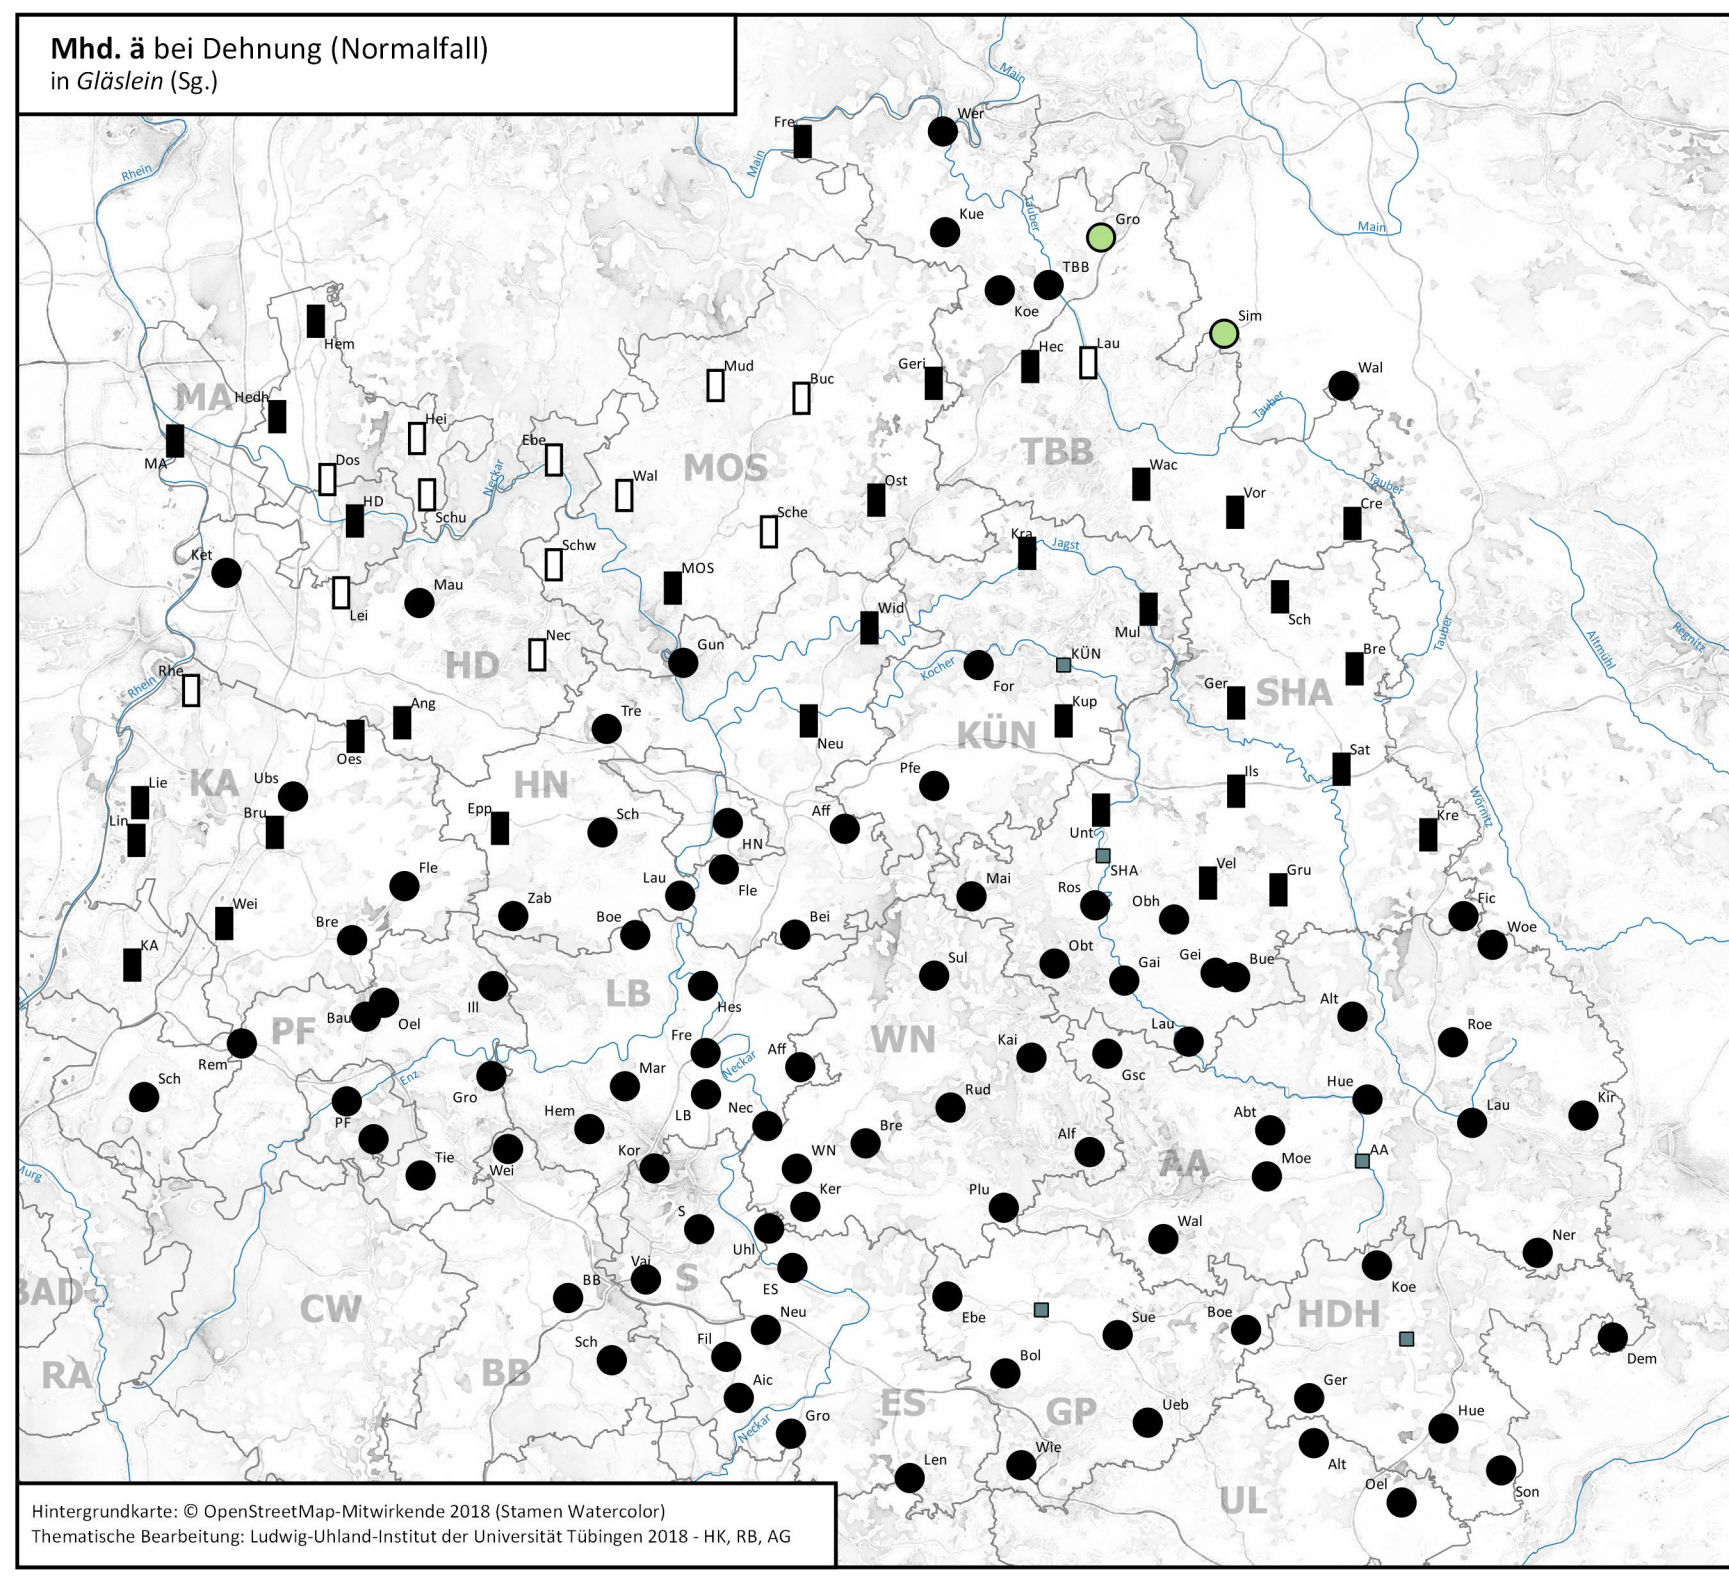 Mhd. ä bei Dehnung (Normalfall)
in Gläslein (Sg.)
Main
Fre
Wer
Rhein
Main
Kue
Tauber
Gro
Main
TBB
Koe
Sim
Hem
Hec
Lau
Mud
Buc
Geri
Wal
MA
Hedh
Hei
Tauber
Ebe
MOS
TBB
MA
Dos
Neckar
Wal
Ost
Wac
Tauber
HD
Schu
Sche
Vor
Cre
Kra
Jagst
Ket
Schw
MOS
Mau
Lei
Wid
Mul
Sch
Tauber
Altmühl
Regnitz
Nec
Gun
KÜN
Bre
HD
Rhe
Rhein
Kocher
For
Ger
SHA
Ang
Tre
Kup
Oes
Neu
KÜN
Sat
KA
Ubs
HN
Pfe
Ils
Lie
Lin
Bru
Epp
Sch
Aff
Unt
Wörnitz
Kre
HN
Fle
Lau
Fle
Mai
SHA
Vel
Gru
Ros
Obh
Wei
Zab
Boe
Bei
Fic
Woe
Bre
KA
Sul
Obt
Gai
Gei
Bue
LB
Ill
Hes
Alt
Bau
Oel
PF
WN
Lau
Roe
Rem
Fre
Neckar
Aff
Kai
Gsc
Enz
Sch
Gro
Mar
Rud
Hue
LB
Nec
Abt
Lau
Kir
PF
Hem
Bre
Alf
AA
Murg
Tie
Wei
Kor
WN
AA
Moe
Ker
Plu
S
Uhl
Wal
Ner
BAD
CW
Vai
S
ES
BB
Koe
Neu
Ebe
Sue
Boe
HDH
Sch
Fil
Dem
RA
BB
Bol
Aic
Ger
ES
GP
Ueb
Hue
Neckar
Gro
Wie
Alt
Len
Oel
Son
UL
Hintergrundkarte: © OpenStreetMap-Mitwirkende 2018 (Stamen Watercolor)
Thematische Bearbeitung: Ludwig-Uhland-Institut der Universität Tübingen 2018 - HK, RB, AG